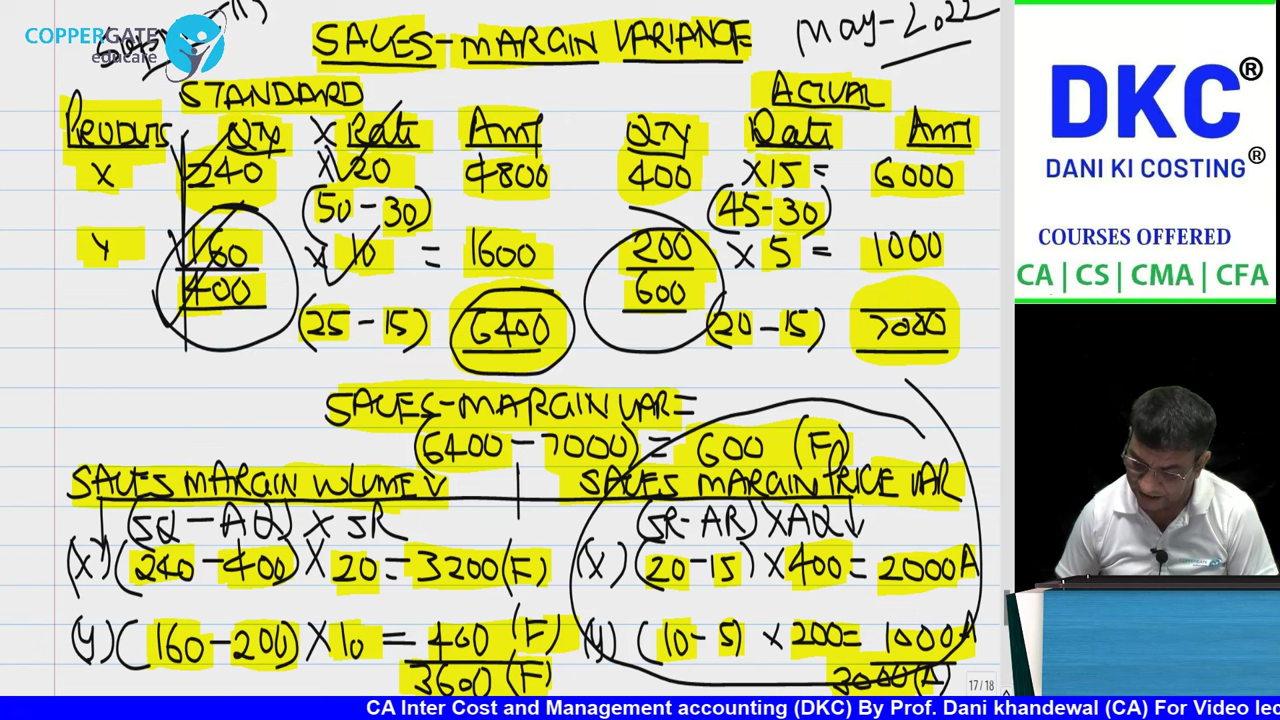 COPPERGATE
educate
SALES-MARGIN VARIANCE
May-2022
STANDARD
ACTUAL
Products Qty X Rate Amt Qty Rate Amt
X 240 X 20 4800 400 X15 = 6000
(50-30) (45-30)
Y 160 X 10 = 1600 200 X 5 = 1000
400 600
(25-15) 6400 (20-15) 7000
SALES-MARGIN VAR=
(6400-7000) = 600 (F)
SALES MARGIN VOLUME V SALES MARGIN PRICE VAR
(SQ-AQ) X SR (SR-AR) X AQ
(X) (240-400) X 20 = 3200(F) (X) (20-15) X 400 = 2000A
(Y) (160-200) X 10 = 400 (F) (Y) (10-5) X 200= 1000A
3600 (F) 3000(A)
17/18
DKC®
DANI KI COSTING®
COURSES OFFERED
CA | CS | CMA | CFA
CA Inter Cost and Management accounting (DKC) By Prof. Dani khandewal (CA) For Video lec